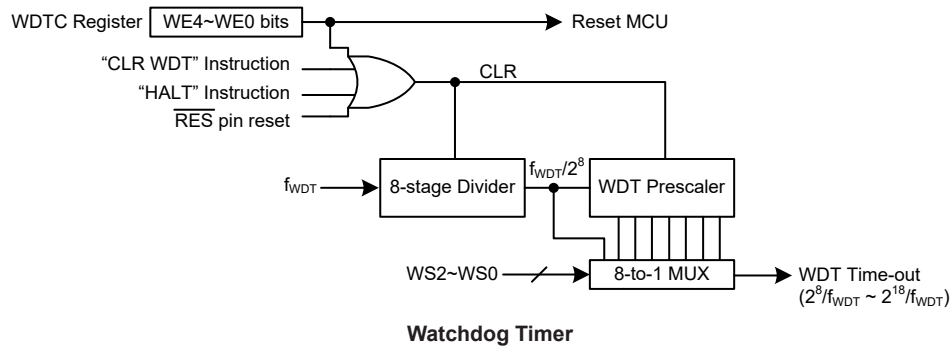 WDTC Register WE4~WE0 bits Reset MCU
“CLR WDT” Instruction
CLR
“HALT” Instruction
R̅E̅S̅ pin reset
fWDT/2⁸
fWDT 8-stage Divider WDT Prescaler
WS2~WS0 8-to-1 MUX WDT Time-out
(2⁸/fWDT ~ 2¹⁸/fWDT)
Watchdog Timer